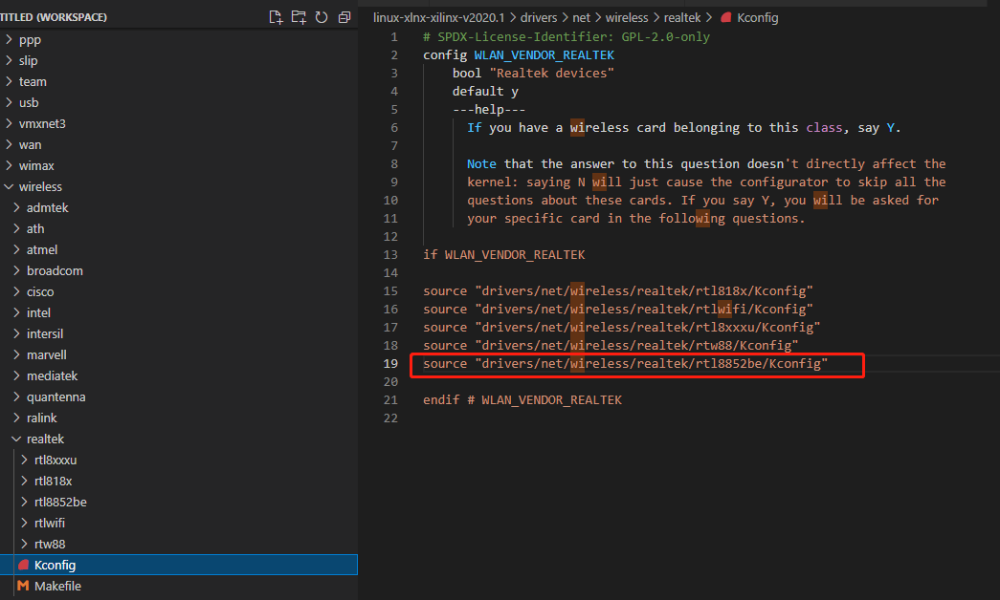 TITLED (WORKSPACE)
ppp
slip
team
usb
vmxnet3
wan
wimax
wireless
admtek
ath
atmel
broadcom
cisco
intel
intersil
marvell
mediatek
quantenna
ralink
realtek
rtl8xxxu
rtl818x
rtl8852be
rtlwifi
rtw88
Kconfig
Makefile
linux-xlnx-xilinx-v2020.1 > drivers > net > wireless > realtek > Kconfig
1 # SPDX-License-Identifier: GPL-2.0-only
2 config WLAN_VENDOR_REALTEK
3 bool "Realtek devices"
4 default y
5 ---help---
6 If you have a wireless card belonging to this class, say Y.
7
8 Note that the answer to this question doesn't directly affect the
9 kernel: saying N will just cause the configurator to skip all the
10 questions about these cards. If you say Y, you will be asked for
11 your specific card in the following questions.
12
13 if WLAN_VENDOR_REALTEK
14
15 source "drivers/net/wireless/realtek/rtl818x/Kconfig"
16 source "drivers/net/wireless/realtek/rtlwifi/Kconfig"
17 source "drivers/net/wireless/realtek/rtl8xxxu/Kconfig"
18 source "drivers/net/wireless/realtek/rtw88/Kconfig"
19 source "drivers/net/wireless/realtek/rtl8852be/Kconfig"
20
21 endif # WLAN_VENDOR_REALTEK
22